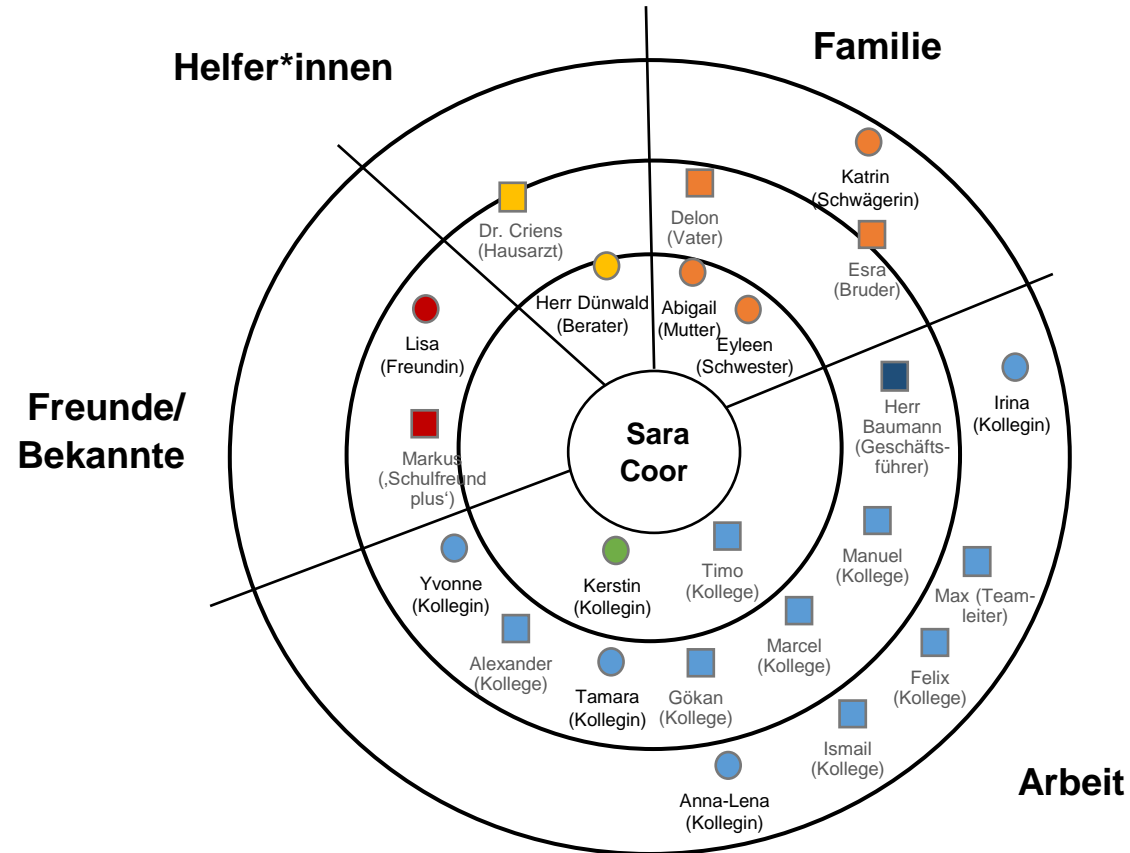 Familie
Helfer*innen
Katrin
(Schwägerin)
Delon
(Vater)
Dr. Criens
(Hausarzt)
Esra
(Bruder)
Herr Dünwald
(Berater)
Abigail
(Mutter)
Eyleen
(Schwester)
Lisa
(Freundin)
Freunde/
Bekannte
Markus
(‚Schulfreund
plus‘)
Sara
Coor
Herr
Baumann
(Geschäfts-
führer)
Irina
(Kollegin)
Yvonne
(Kollegin)
Kerstin
(Kollegin)
Timo
(Kollege)
Manuel
(Kollege)
Max (Team-
leiter)
Alexander
(Kollege)
Tamara
(Kollegin)
Gökan
(Kollege)
Marcel
(Kollege)
Felix
(Kollege)
Ismail
(Kollege)
Anna-Lena
(Kollegin)
Arbeit